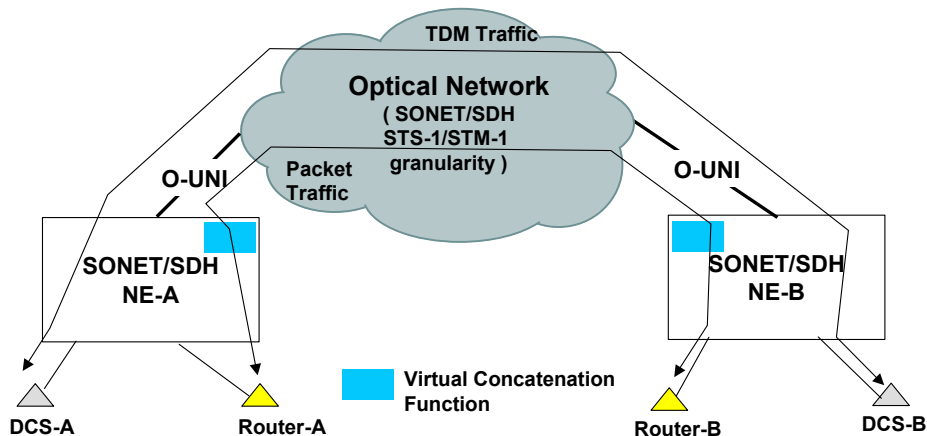 TDM Traffic
Optical Network
( SONET/SDH
STS-1/STM-1
granularity )
Packet
Traffic
O-UNI
O-UNI
SONET/SDH
NE-A
SONET/SDH
NE-B
Virtual Concatenation
Function
DCS-A
Router-A
Router-B
DCS-B